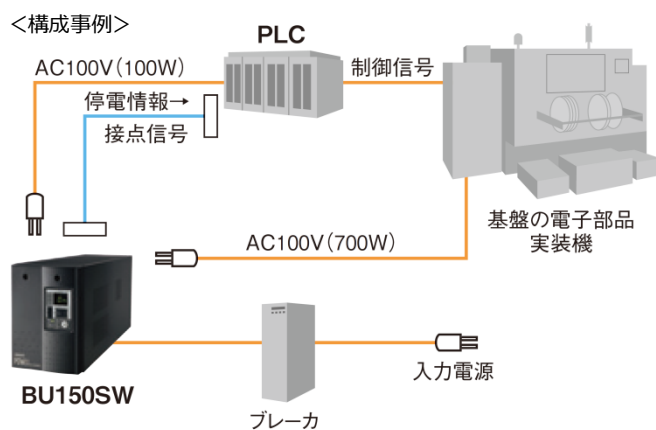 ＜構成事例＞
PLC
AC100V（100W）
制御信号
停電情報→
接点信号
基盤の電子部品
実装機
AC100V（700W）
BU150SW
入力電源
ブレーカ